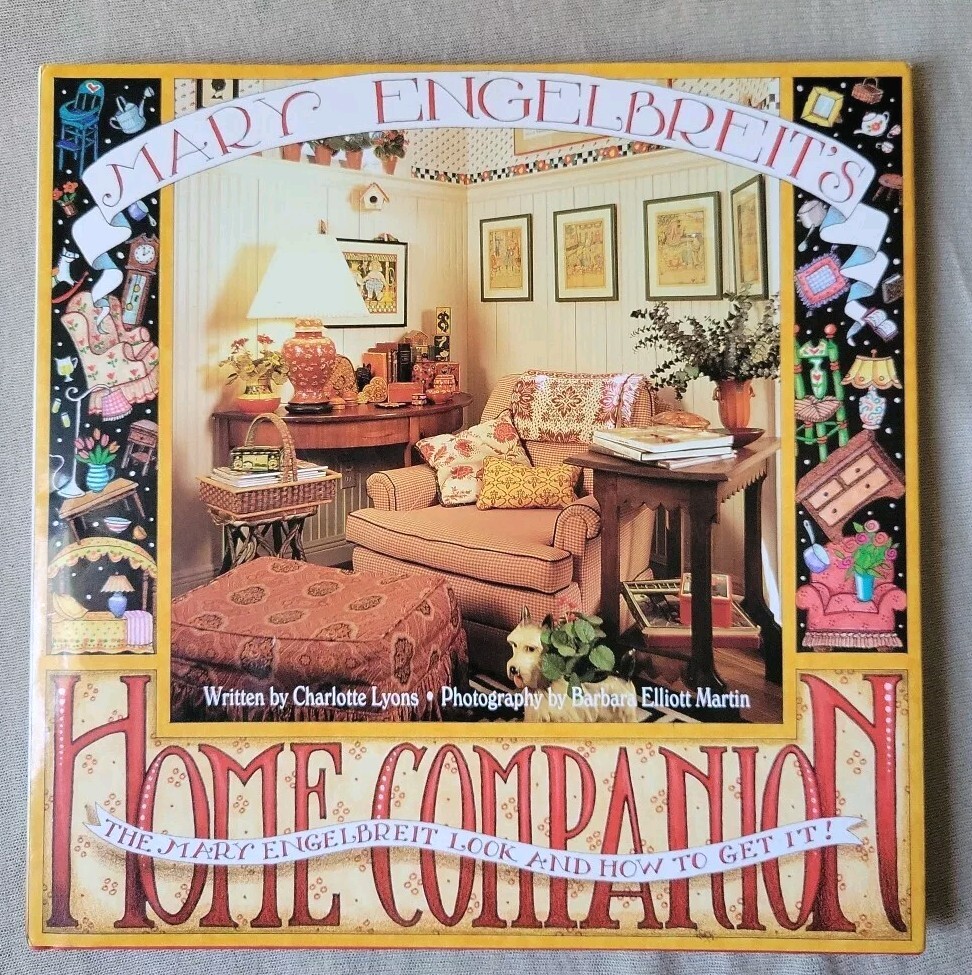 MARY ENGELBREIT'S
Written by Charlotte Lyons • Photography by Barbara Elliott Martin
HOME COMPANION
THE MARY ENGELBREIT LOOK AND HOW TO GET IT!